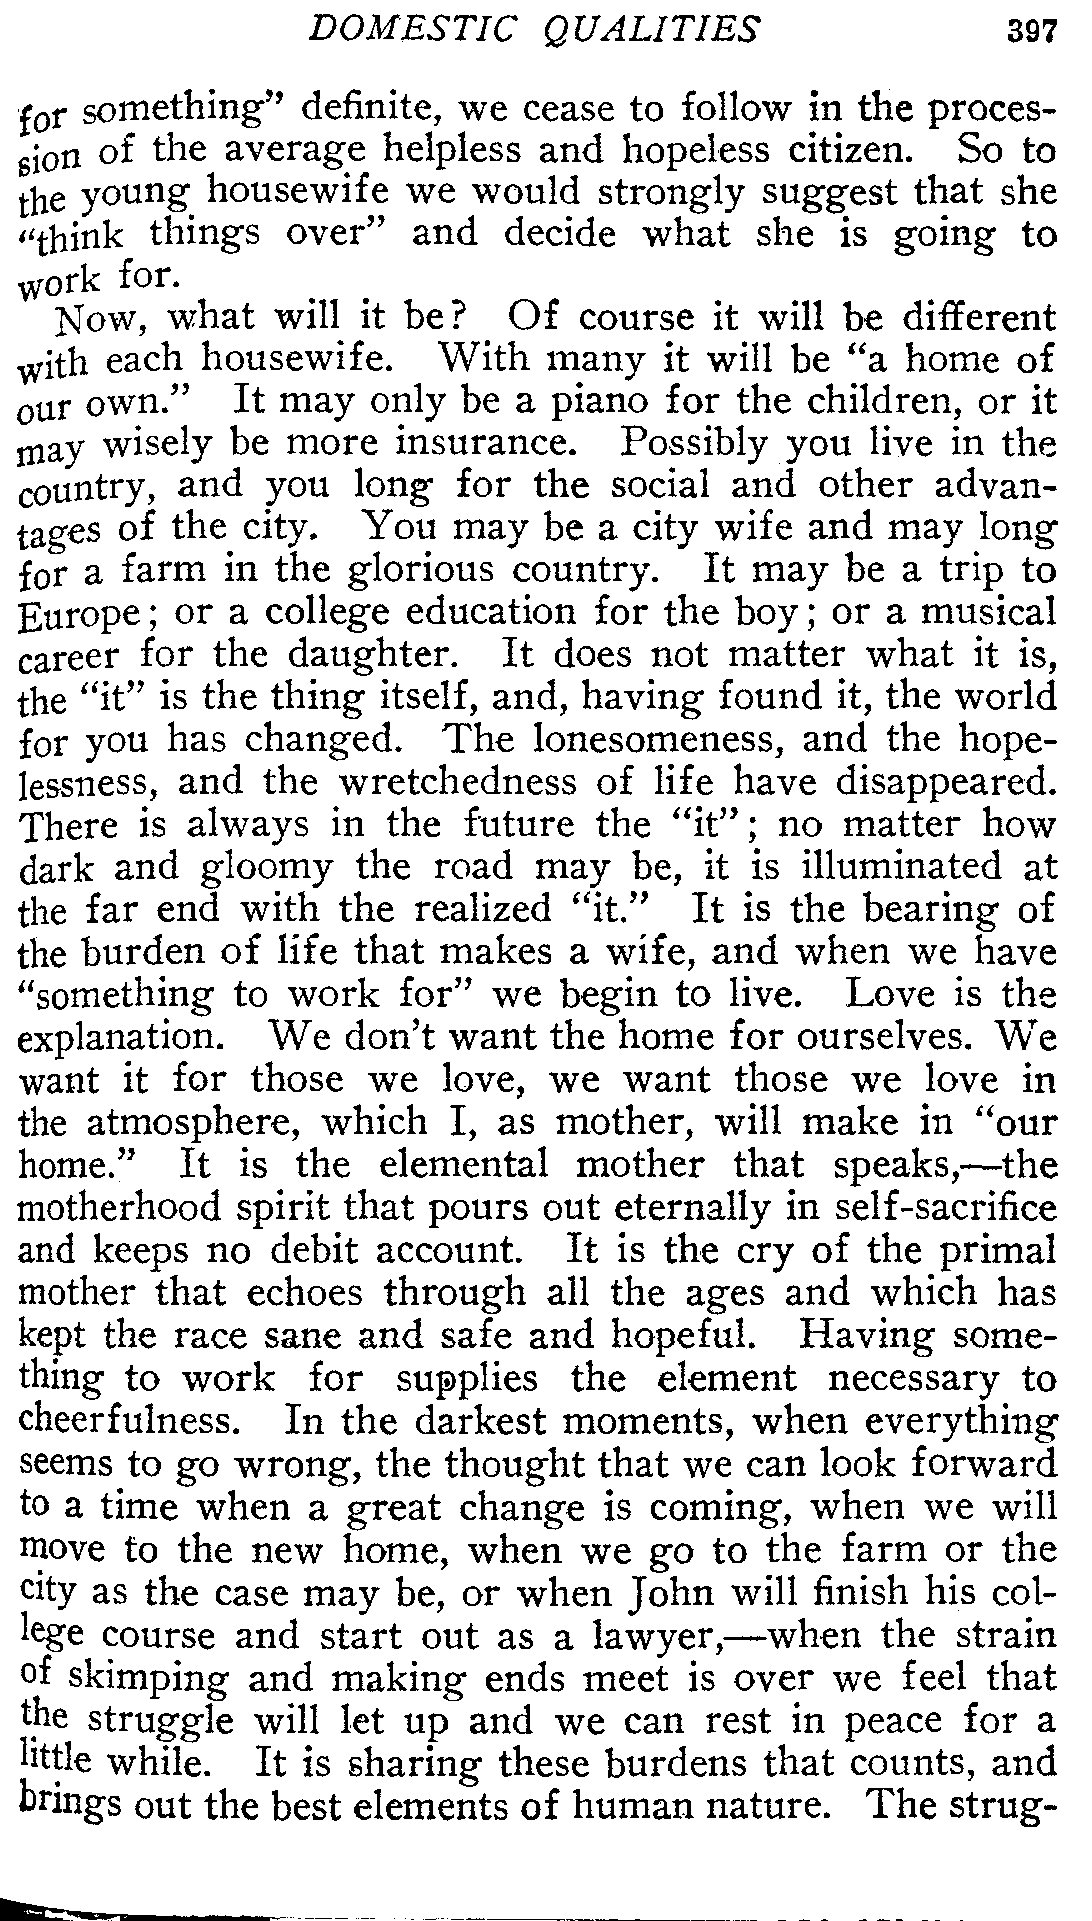 DOMESTIC QUALITIES 397
for something” definite, we cease to follow in the proces-
sion of the average helpless and hopeless citizen. So to
the young housewife we would strongly suggest that she
“think things over” and decide what she is going to
work for.
Now, what will it be? Of course it will be different
with each housewife. With many it will be “a home of
our own.” It may only be a piano for the children, or it
may wisely be more insurance. Possibly you live in the
country, and you long for the social and other advan-
tages of the city. You may be a city wife and may long
for a farm in the glorious country. It may be a trip to
Europe; or a college education for the boy; or a musical
career for the daughter. It does not matter what it is,
the “it” is the thing itself, and, having found it, the world
for you has changed. The lonesomeness, and the hope-
lessness, and the wretchedness of life have disappeared.
There is always in the future the “it”; no matter how
dark and gloomy the road may be, it is illuminated at
the far end with the realized “it.” It is the bearing of
the burden of life that makes a wife, and when we have
“something to work for” we begin to live. Love is the
explanation. We don’t want the home for ourselves. We
want it for those we love, we want those we love in
the atmosphere, which I, as mother, will make in “our
home.” It is the elemental mother that speaks,—the
motherhood spirit that pours out eternally in self-sacrifice
and keeps no debit account. It is the cry of the primal
mother that echoes through all the ages and which has
kept the race sane and safe and hopeful. Having some-
thing to work for supplies the element necessary to
cheerfulness. In the darkest moments, when everything
seems to go wrong, the thought that we can look forward
to a time when a great change is coming, when we will
move to the new home, when we go to the farm or the
city as the case may be, or when John will finish his col-
lege course and start out as a lawyer,—when the strain
of skimping and making ends meet is over we feel that
the struggle will let up and we can rest in peace for a
little while. It is sharing these burdens that counts, and
brings out the best elements of human nature. The strug-